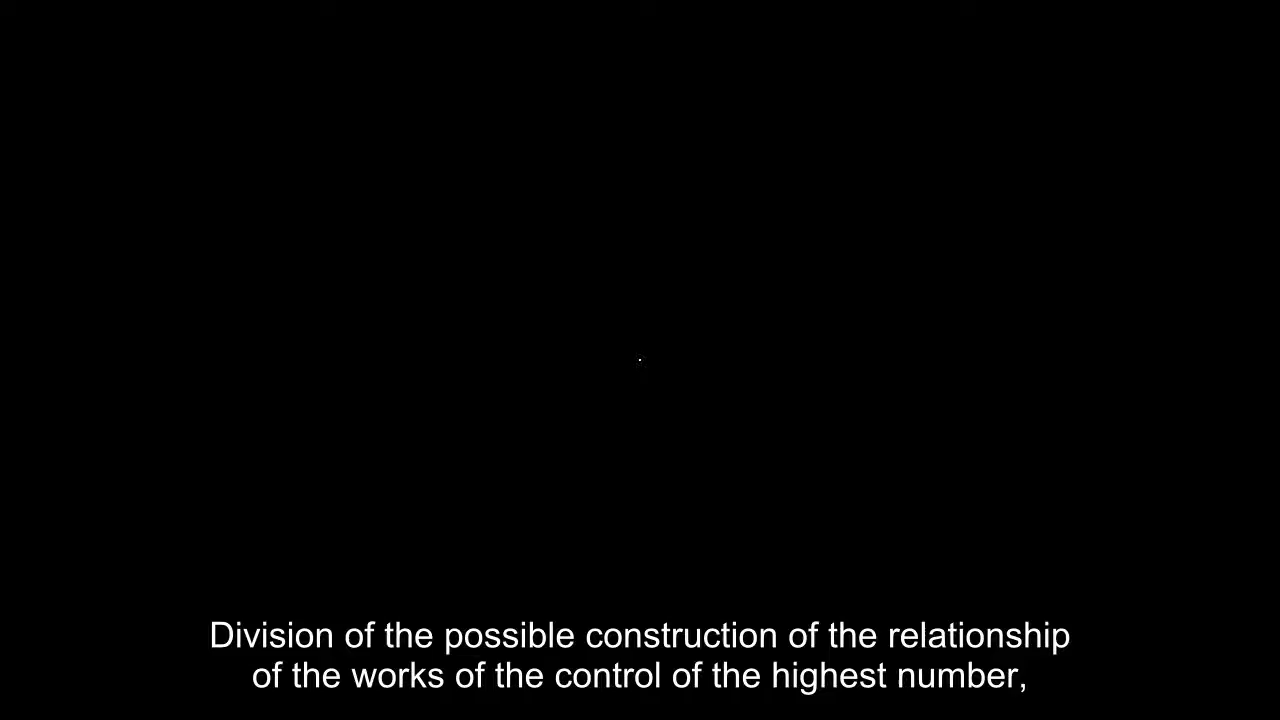 Division of the possible construction of the relationship
of the works of the control of the highest number,